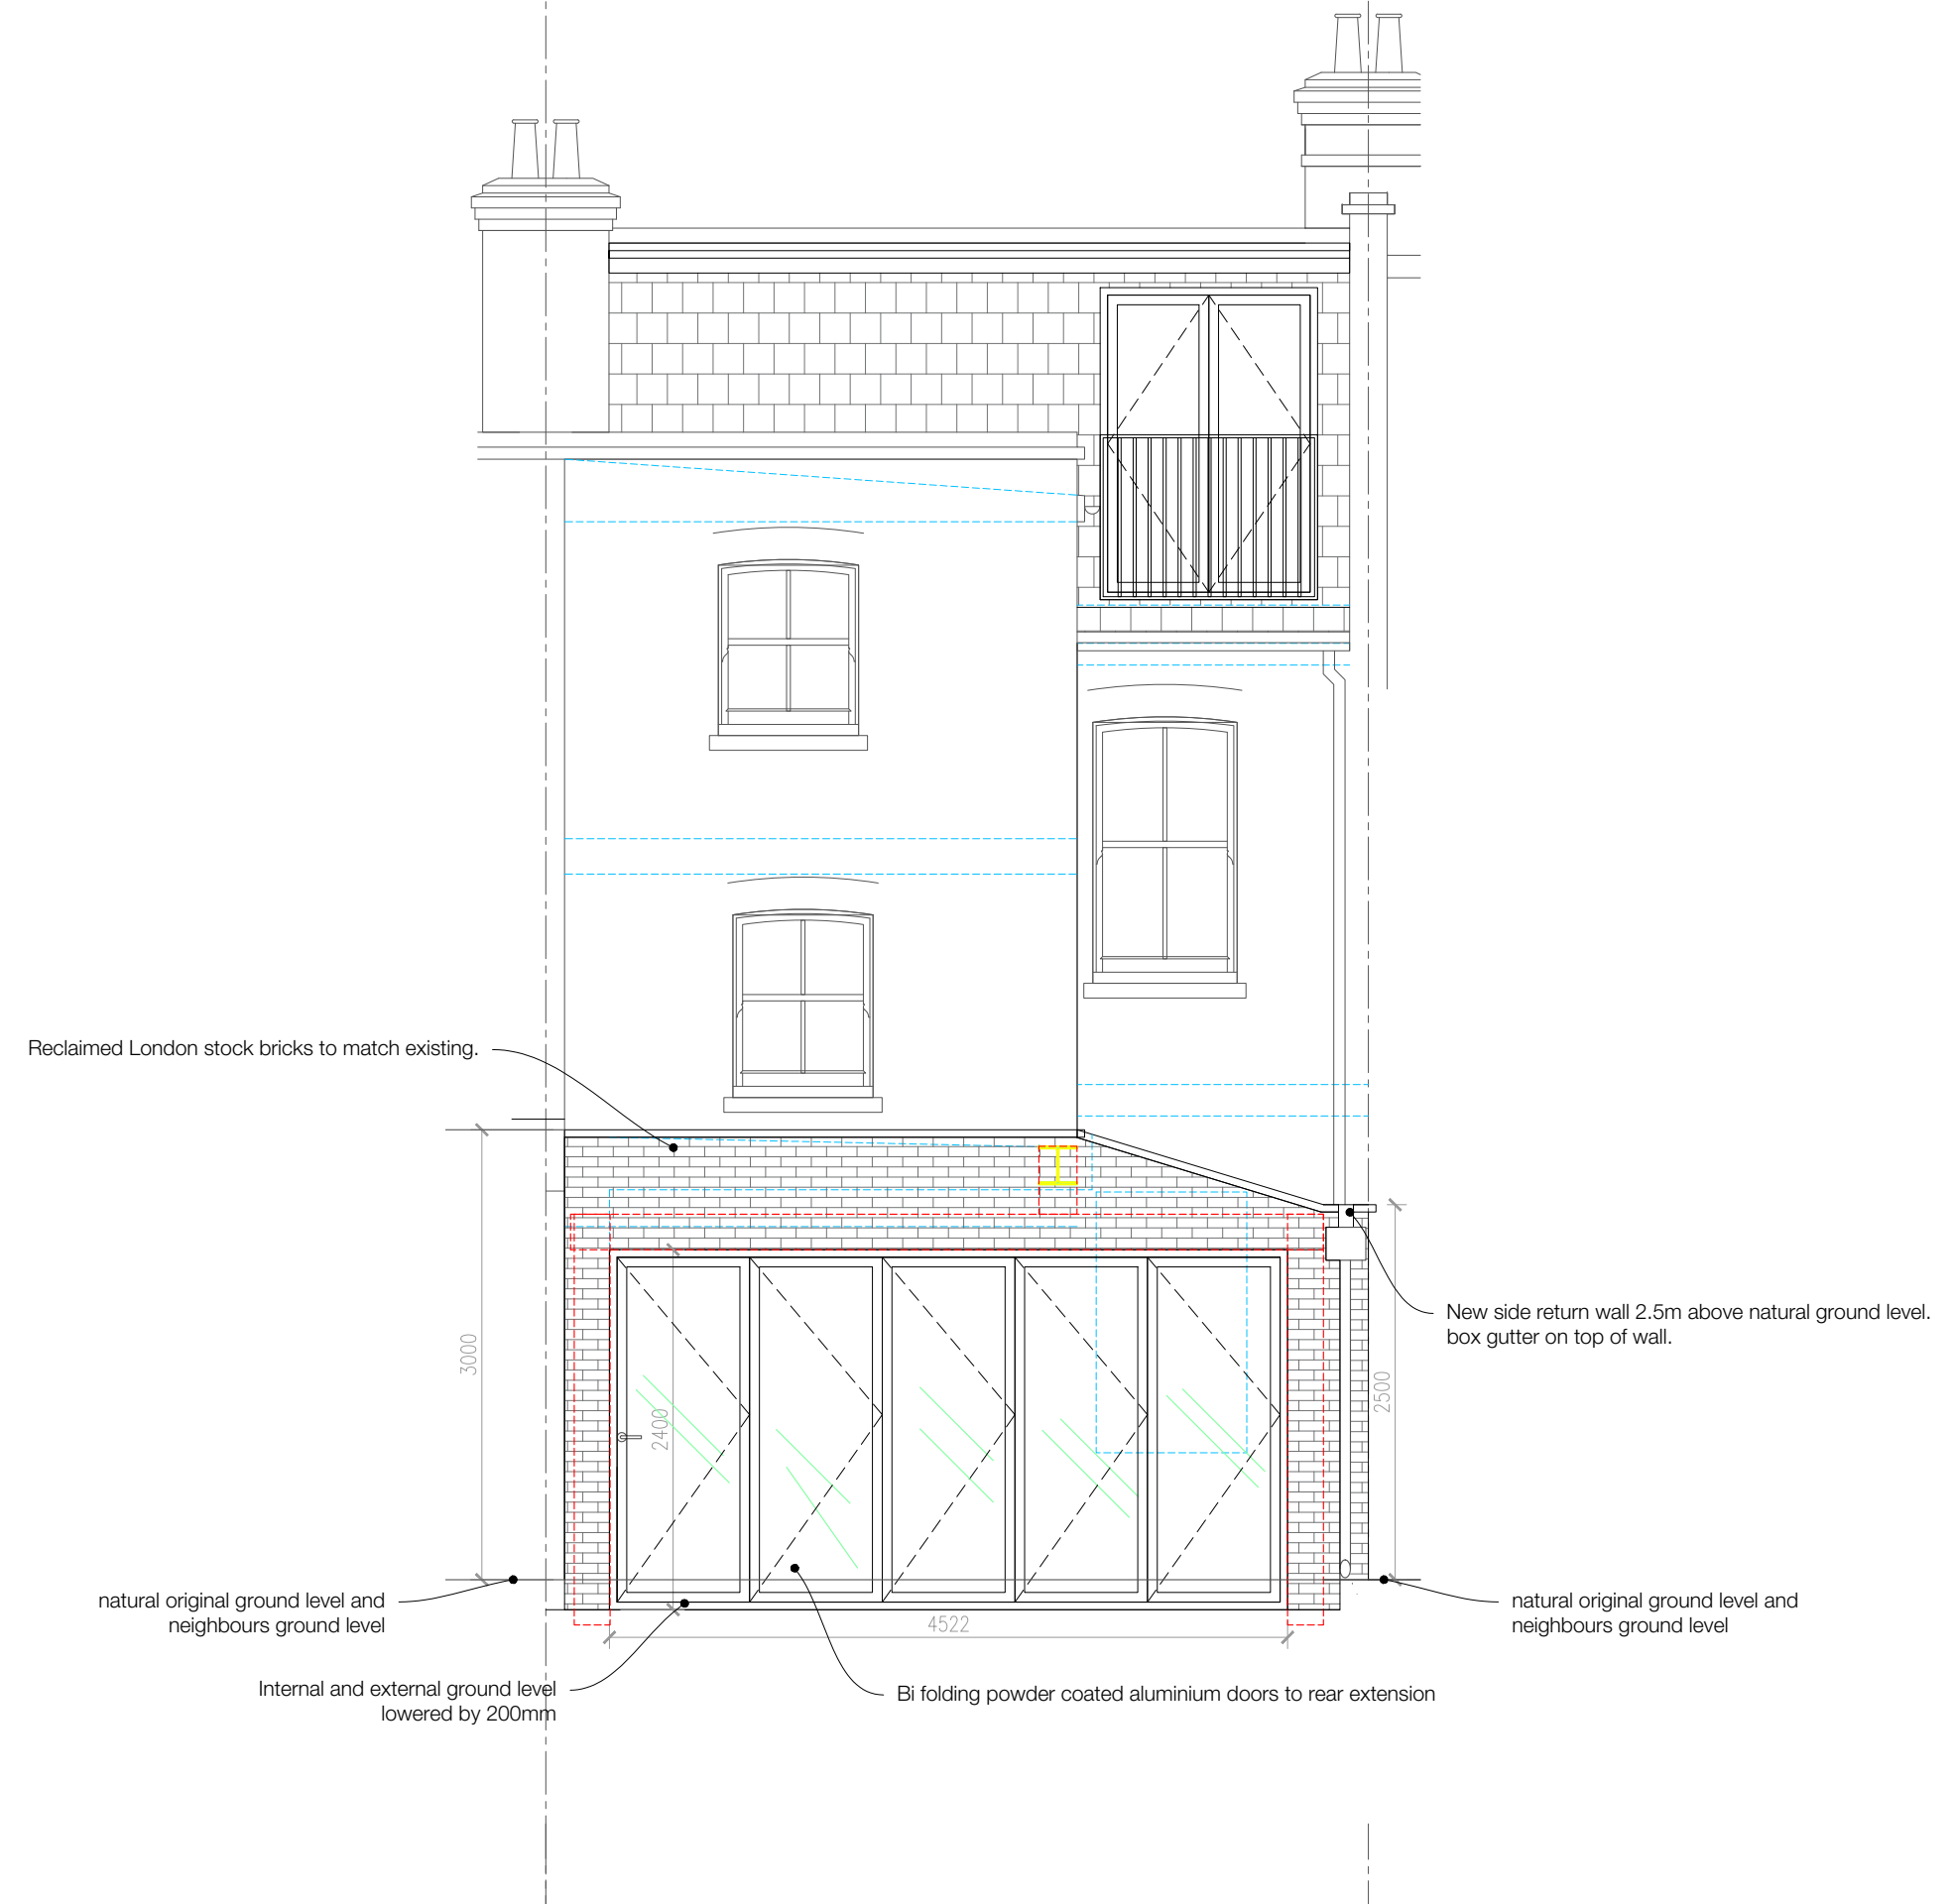 Reclaimed London stock bricks to match existing.
3000
2400
2500
New side return wall 2.5m above natural ground level.
box gutter on top of wall.
natural original ground level and
neighbours ground level
natural original ground level and
neighbours ground level
4522
Internal and external ground level
lowered by 200mm
Bi folding powder coated aluminium doors to rear extension